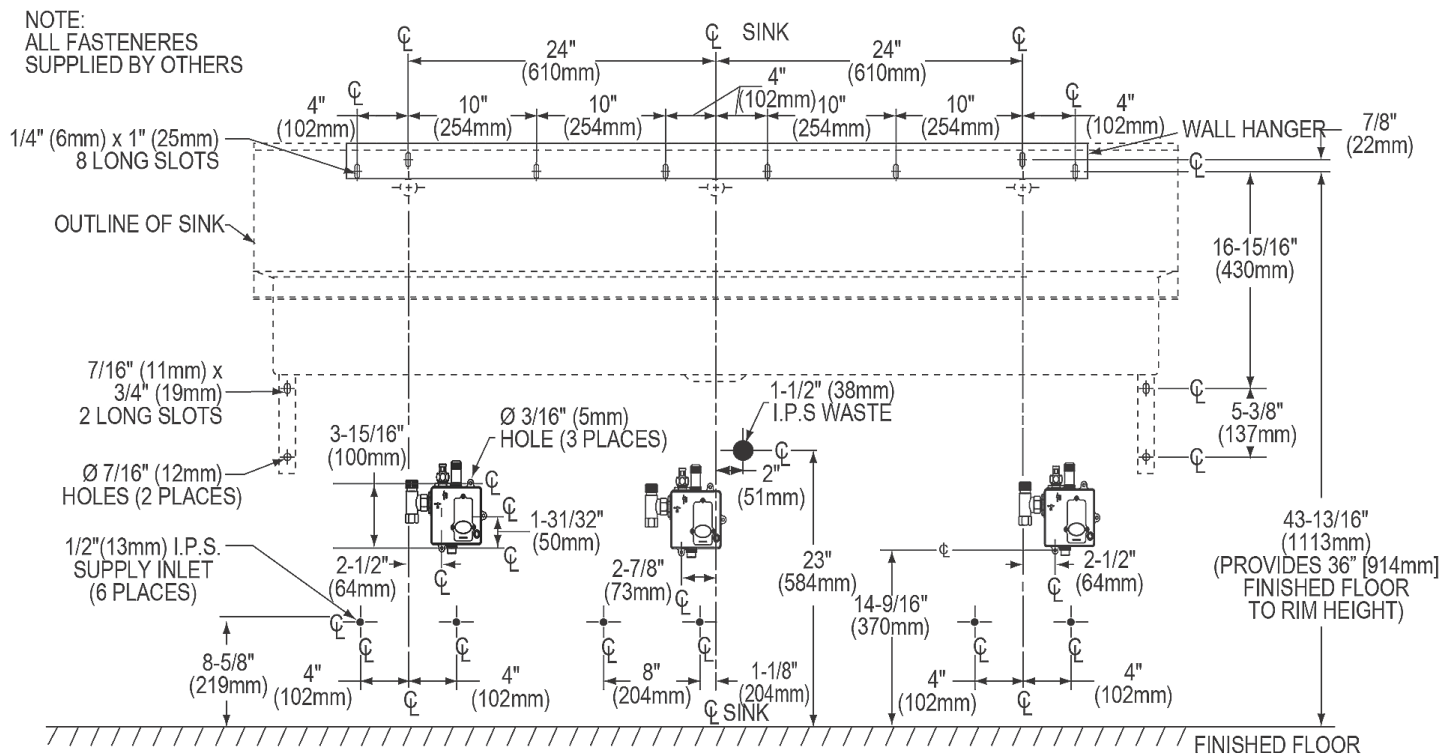 NOTE:
ALL FASTENERES
SUPPLIED BY OTHERS
℄
℄ SINK
℄
24"
(610mm)
24"
(610mm)
℄
4"
(102mm)
10"
(254mm)
10"
(254mm)
4"
(102mm)
10"
(254mm)
10"
(254mm)
℄
4"
(102mm)
WALL HANGER
7/8"
(22mm)
℄
℄
1/4" (6mm) x 1" (25mm)
8 LONG SLOTS
OUTLINE OF SINK
16-15/16"
(430mm)
7/16" (11mm) x
3/4" (19mm)
2 LONG SLOTS
℄
5-3/8"
(137mm)
℄
Ø 7/16" (12mm)
HOLES (2 PLACES)
3-15/16"
(100mm)
Ø 3/16" (5mm)
HOLE (3 PLACES)
℄
℄
1-31/32"
(50mm)
℄
1-1/2" (38mm)
I.P.S WASTE
℄
2"
(51mm)
1/2"(13mm) I.P.S.
SUPPLY INLET
(6 PLACES)
2-1/2"
(64mm)
℄
2-7/8"
(73mm)
℄
23"
(584mm)
℄
14-9/16"
(370mm)
2-1/2"
(64mm)
℄
43-13/16"
(1113mm)
(PROVIDES 36” [914mm]
FINISHED FLOOR
TO RIM HEIGHT)
℄
8-5/8"
(219mm)
℄
℄
4"
(102mm)
4"
(102mm)
℄
℄
℄
8"
(204mm)
1-1/8"
(204mm)
℄ SINK
℄
℄
4"
(102mm)
4"
(102mm)
℄
FINISHED FLOOR